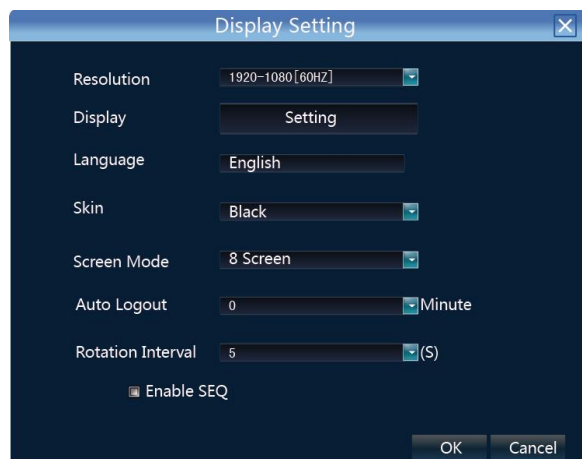 Display Setting
Resolution 1920-1080[60HZ]
Display Setting
Language English
Skin Black
Screen Mode 8 Screen
Auto Logout 0 Minute
Rotation Interval 5 (S)
Enable SEQ
OK Cancel